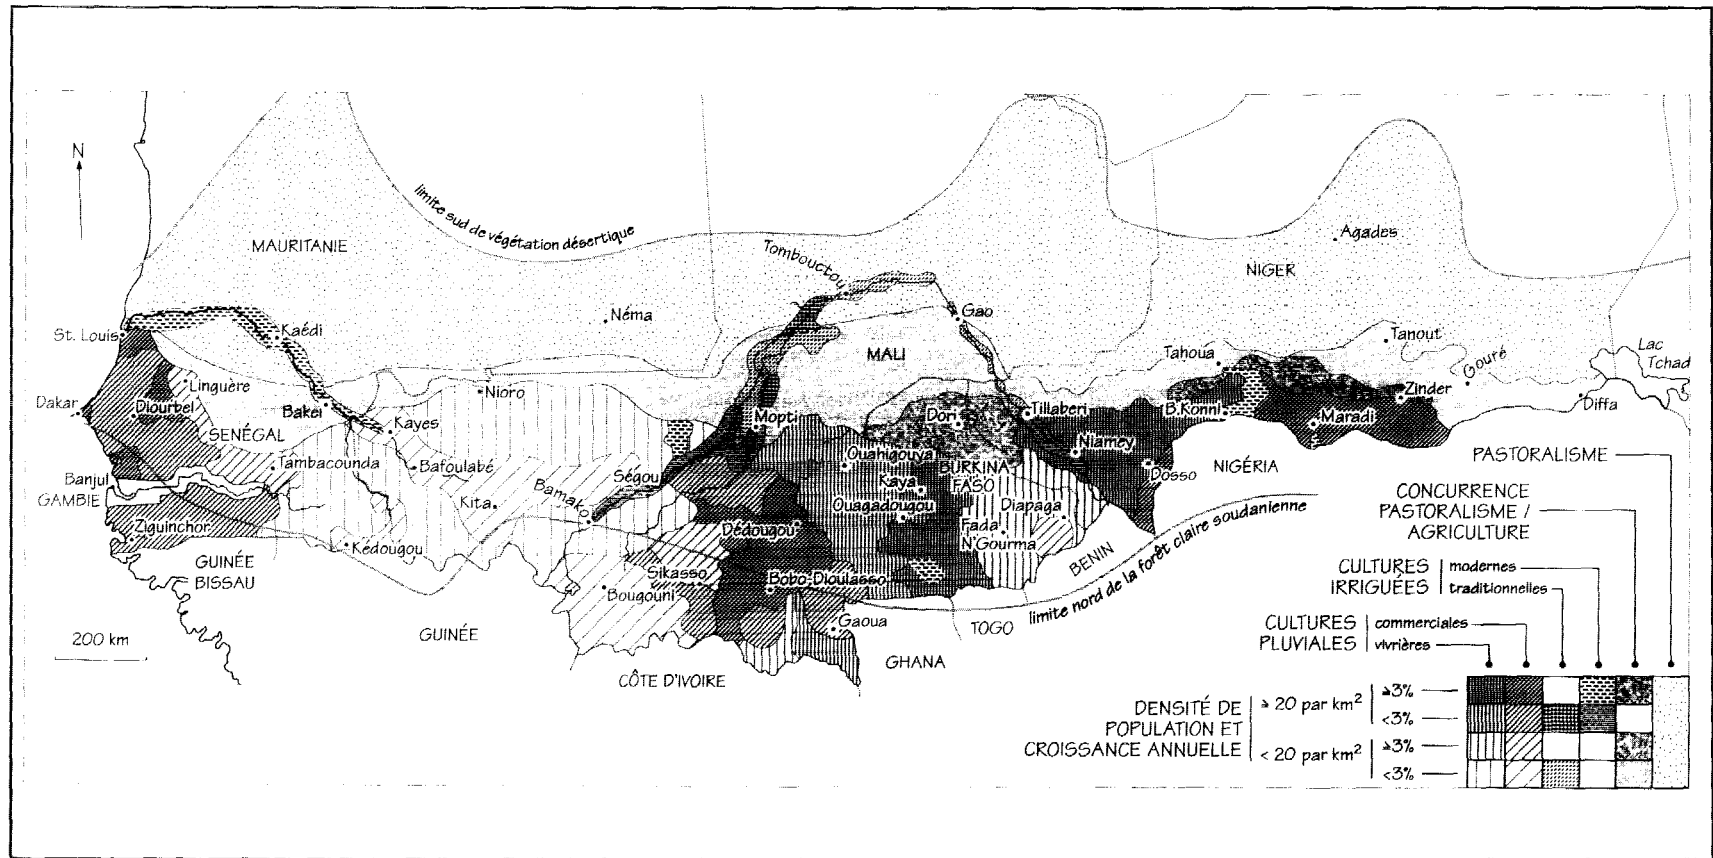 N
limite sud de végétation désertique
MAURITANIE
Agades
Tombouctou
NIGER
Néma
Gao
St. Louis
Kaédi
Tanout
MALI
Tahoua
Lac
Tchad
Gouré
Linguère
Nioro
Zinder
Dakar
Diourbel
Bakel
Mopti
Dori
Tillaberi
B.Konni
Maradi
Diffa
Kayes
SENÉGAL
Niamey
Ouahigouya
Tambacounda
Bafoulabé
Ségou
BURKINA
FASO
Dosso
NIGÉRIA
PASTORALISME
Banjul
GAMBIE
Kaya
Kita
Bamako
Ouagadougou
Diapaga
CONCURRENCE
PASTORALISME /
AGRICULTURE
Ziguinchor
Dédougou
Fada
N'Gourma
Kédougou
BENIN
GUINÉE
BISSAU
Sikasso
Bobo-Dioulasso
Bougouni
limite nord de la forêt claire soudanienne
CULTURES
IRRIGUÉES
modernes
traditionnelles
Gaoua
TOGO
200 km
GUINÉE
CULTURES
PLUVIALES
commerciales
vivrières
GHANA
CÔTE D'IVOIRE
DENSITÉ DE
POPULATION ET
CROISSANCE ANNUELLE
≥ 20 par km²
< 20 par km²
≥3%
<3%
≥3%
<3%